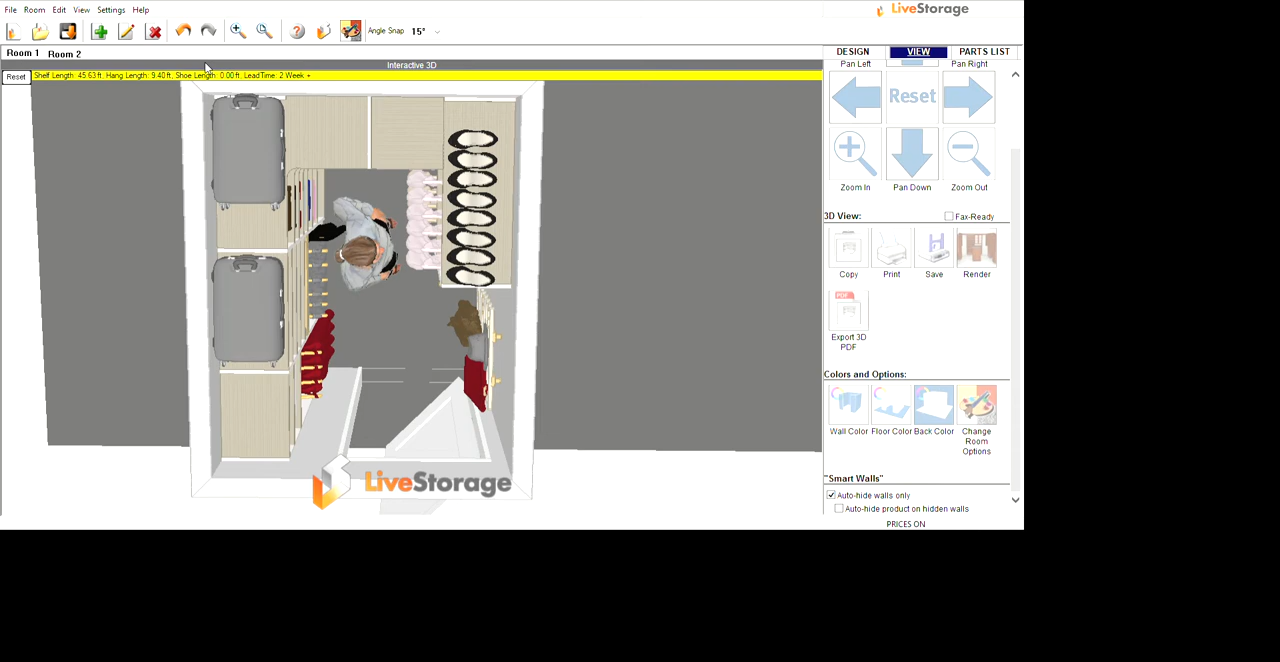 File Room Edit View Settings Help
LiveStorage
Angle Snap 15°
Room 1 Room 2
DESIGN VIEW PARTS LIST
Interactive 3D
Pan Left Pan Right
Reset Shelf Length: 45.63 ft, Hang Length: 9.40 ft, Shoe Length: 0.00 ft, LeadTime: 2 Week +
Reset
Zoom In Pan Down Zoom Out
3D View: Fax-Ready
Copy Print Save Render
PDF
Export 3D
PDF
Colors and Options:
Wall Color Floor Color Back Color Change
Room
Options
"Smart Walls"
LiveStorage
Auto-hide walls only
Auto-hide product on hidden walls
PRICES ON